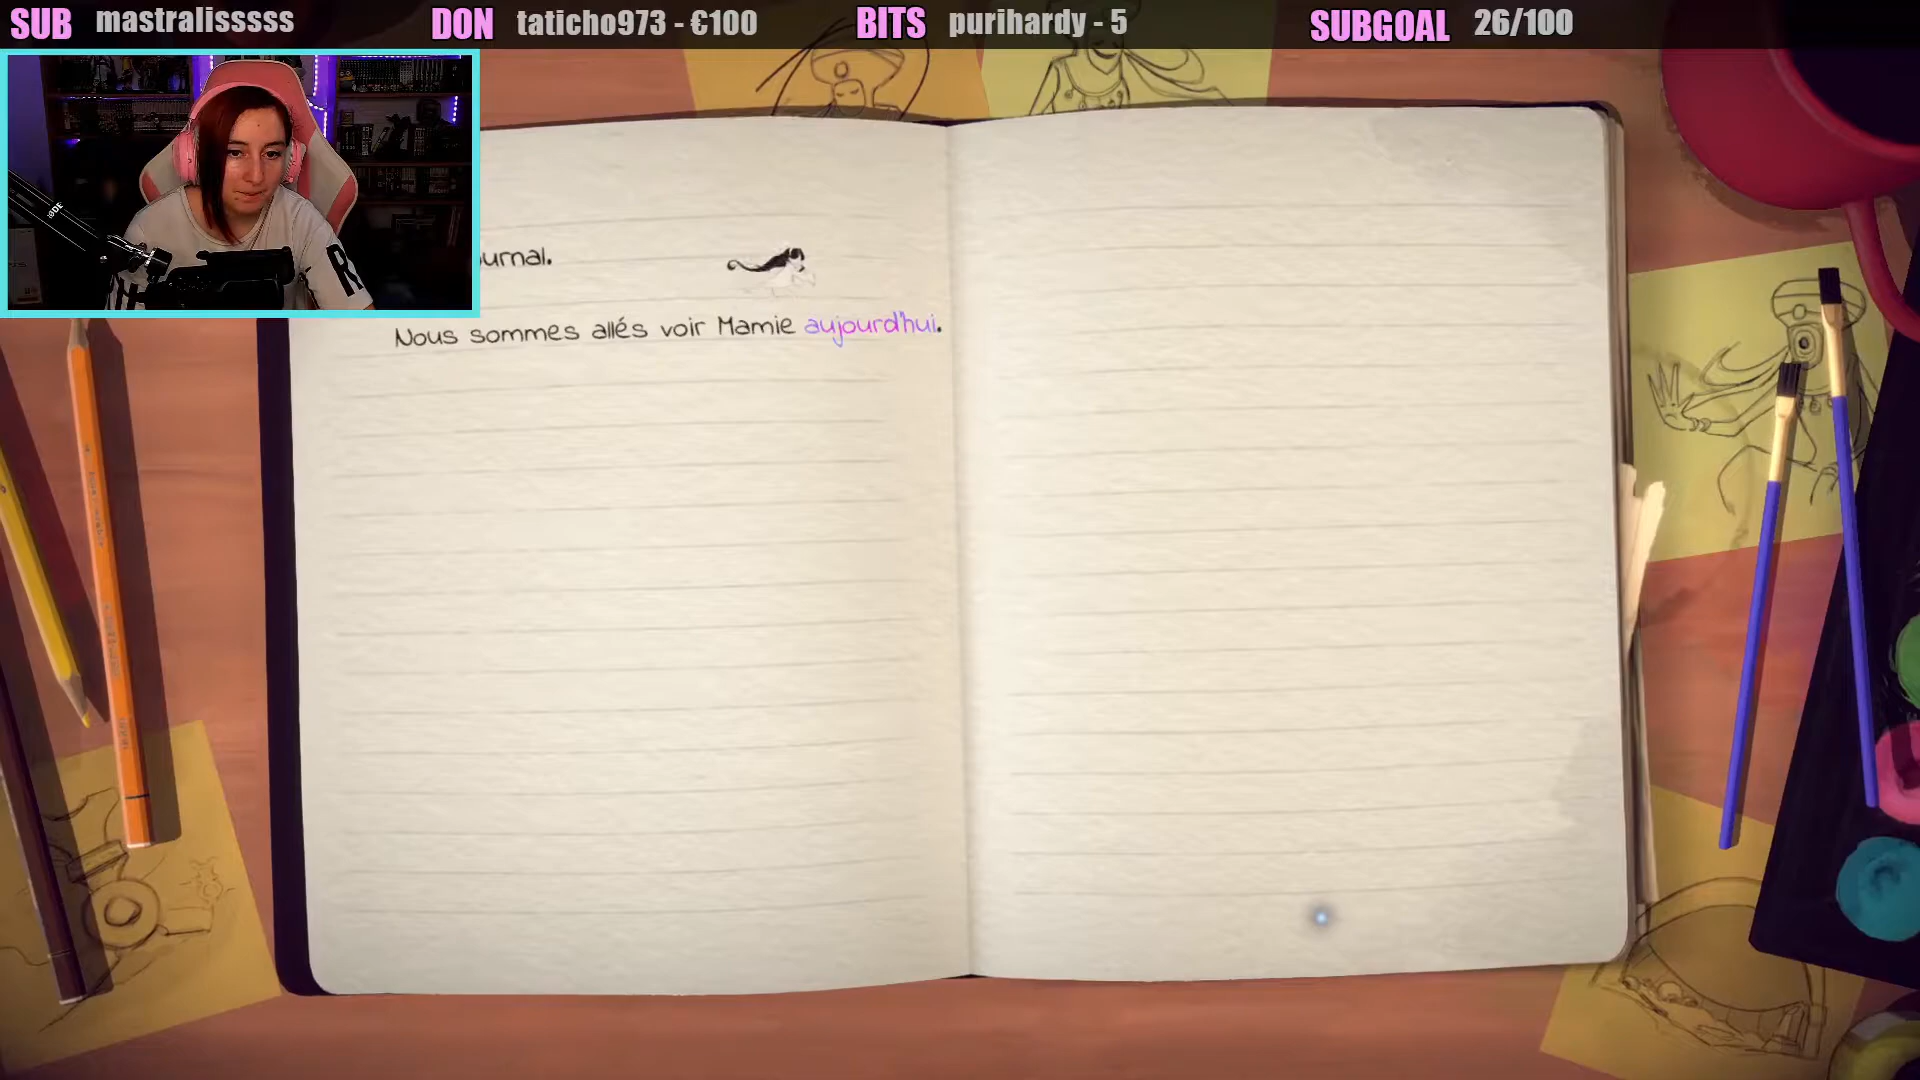 SUB mastralisssss DON taticho973 - €100 BITS purihardy - 5 SUBGOAL 26/100
urnal.
Nous sommes allés voir Mamie aujourd'hui.